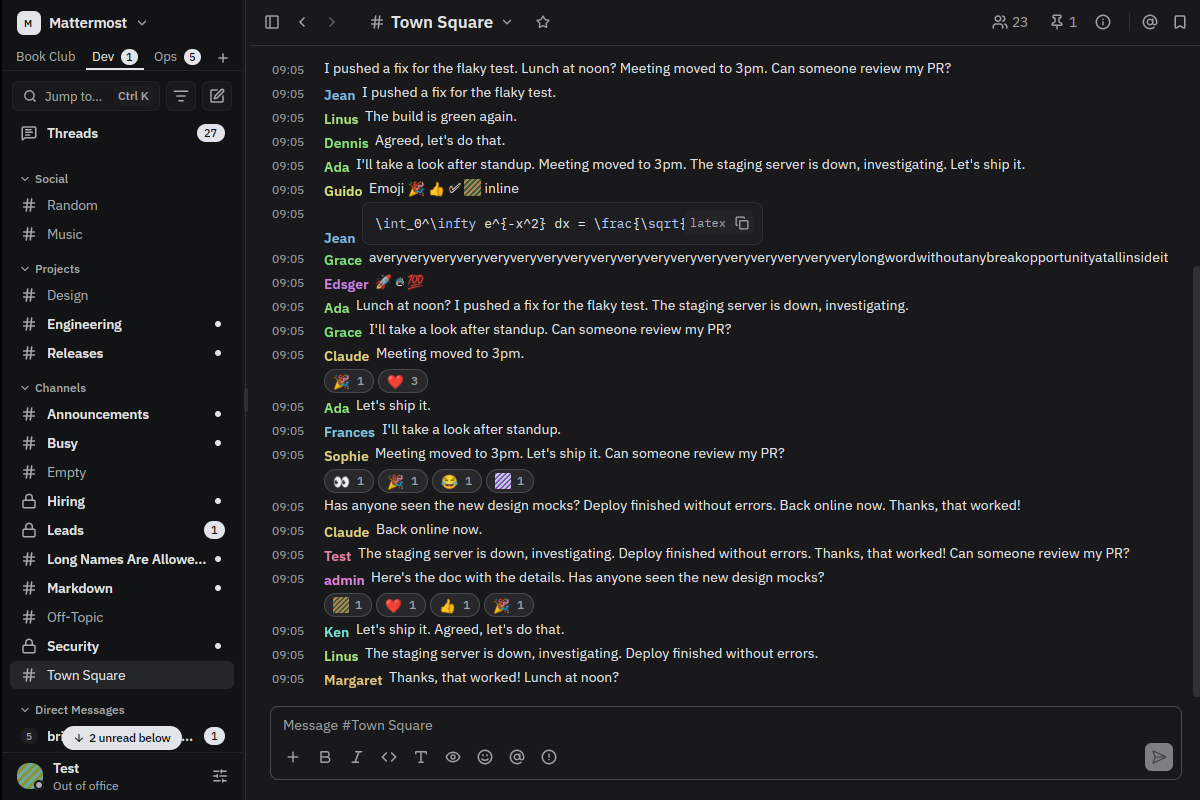 M Mattermost
Book Club Dev 1 Ops 5
Jump to... Ctrl K
Threads 27
Social
Random
Music
Projects
Design
Engineering
Releases
Channels
Announcements
Busy
Empty
Hiring
Leads 1
Long Names Are Allowe...
Markdown
Off-Topic
Security
Town Square
Direct Messages
5 bri ... 1
2 unread below
Test
Out of office
# Town Square
23 1
09:05 I pushed a fix for the flaky test. Lunch at noon? Meeting moved to 3pm. Can someone review my PR?
09:05 Jean I pushed a fix for the flaky test.
09:05 Linus The build is green again.
09:05 Dennis Agreed, let's do that.
09:05 Ada I'll take a look after standup. Meeting moved to 3pm. The staging server is down, investigating. Let's ship it.
09:05 Guido Emoji 🎉 👍 ✅ inline
09:05 Jean \int_0^\infty e^{-x^2} dx = \frac{\sqrt{ latex
09:05 Grace averyveryveryveryveryveryveryveryveryveryveryveryveryveryveryveryveryverylongwordwithoutanybreakopportunityatallinsideit
09:05 Edsger 🚀🔥💯
09:05 Ada Lunch at noon? I pushed a fix for the flaky test. The staging server is down, investigating.
09:05 Grace I'll take a look after standup. Can someone review my PR?
09:05 Claude Meeting moved to 3pm.
🎉 1 ❤️ 3
09:05 Ada Let's ship it.
09:05 Frances I'll take a look after standup.
09:05 Sophie Meeting moved to 3pm. Let's ship it. Can someone review my PR?
👀 1 🎉 1 😂 1 1
09:05 Has anyone seen the new design mocks? Deploy finished without errors. Back online now. Thanks, that worked!
09:05 Claude Back online now.
09:05 Test The staging server is down, investigating. Deploy finished without errors. Thanks, that worked! Can someone review my PR?
09:05 admin Here's the doc with the details. Has anyone seen the new design mocks?
1 ❤️ 1 👍 1 🎉 1
09:05 Ken Let's ship it. Agreed, let's do that.
09:05 Linus The staging server is down, investigating. Deploy finished without errors.
09:05 Margaret Thanks, that worked! Lunch at noon?
Message #Town Square